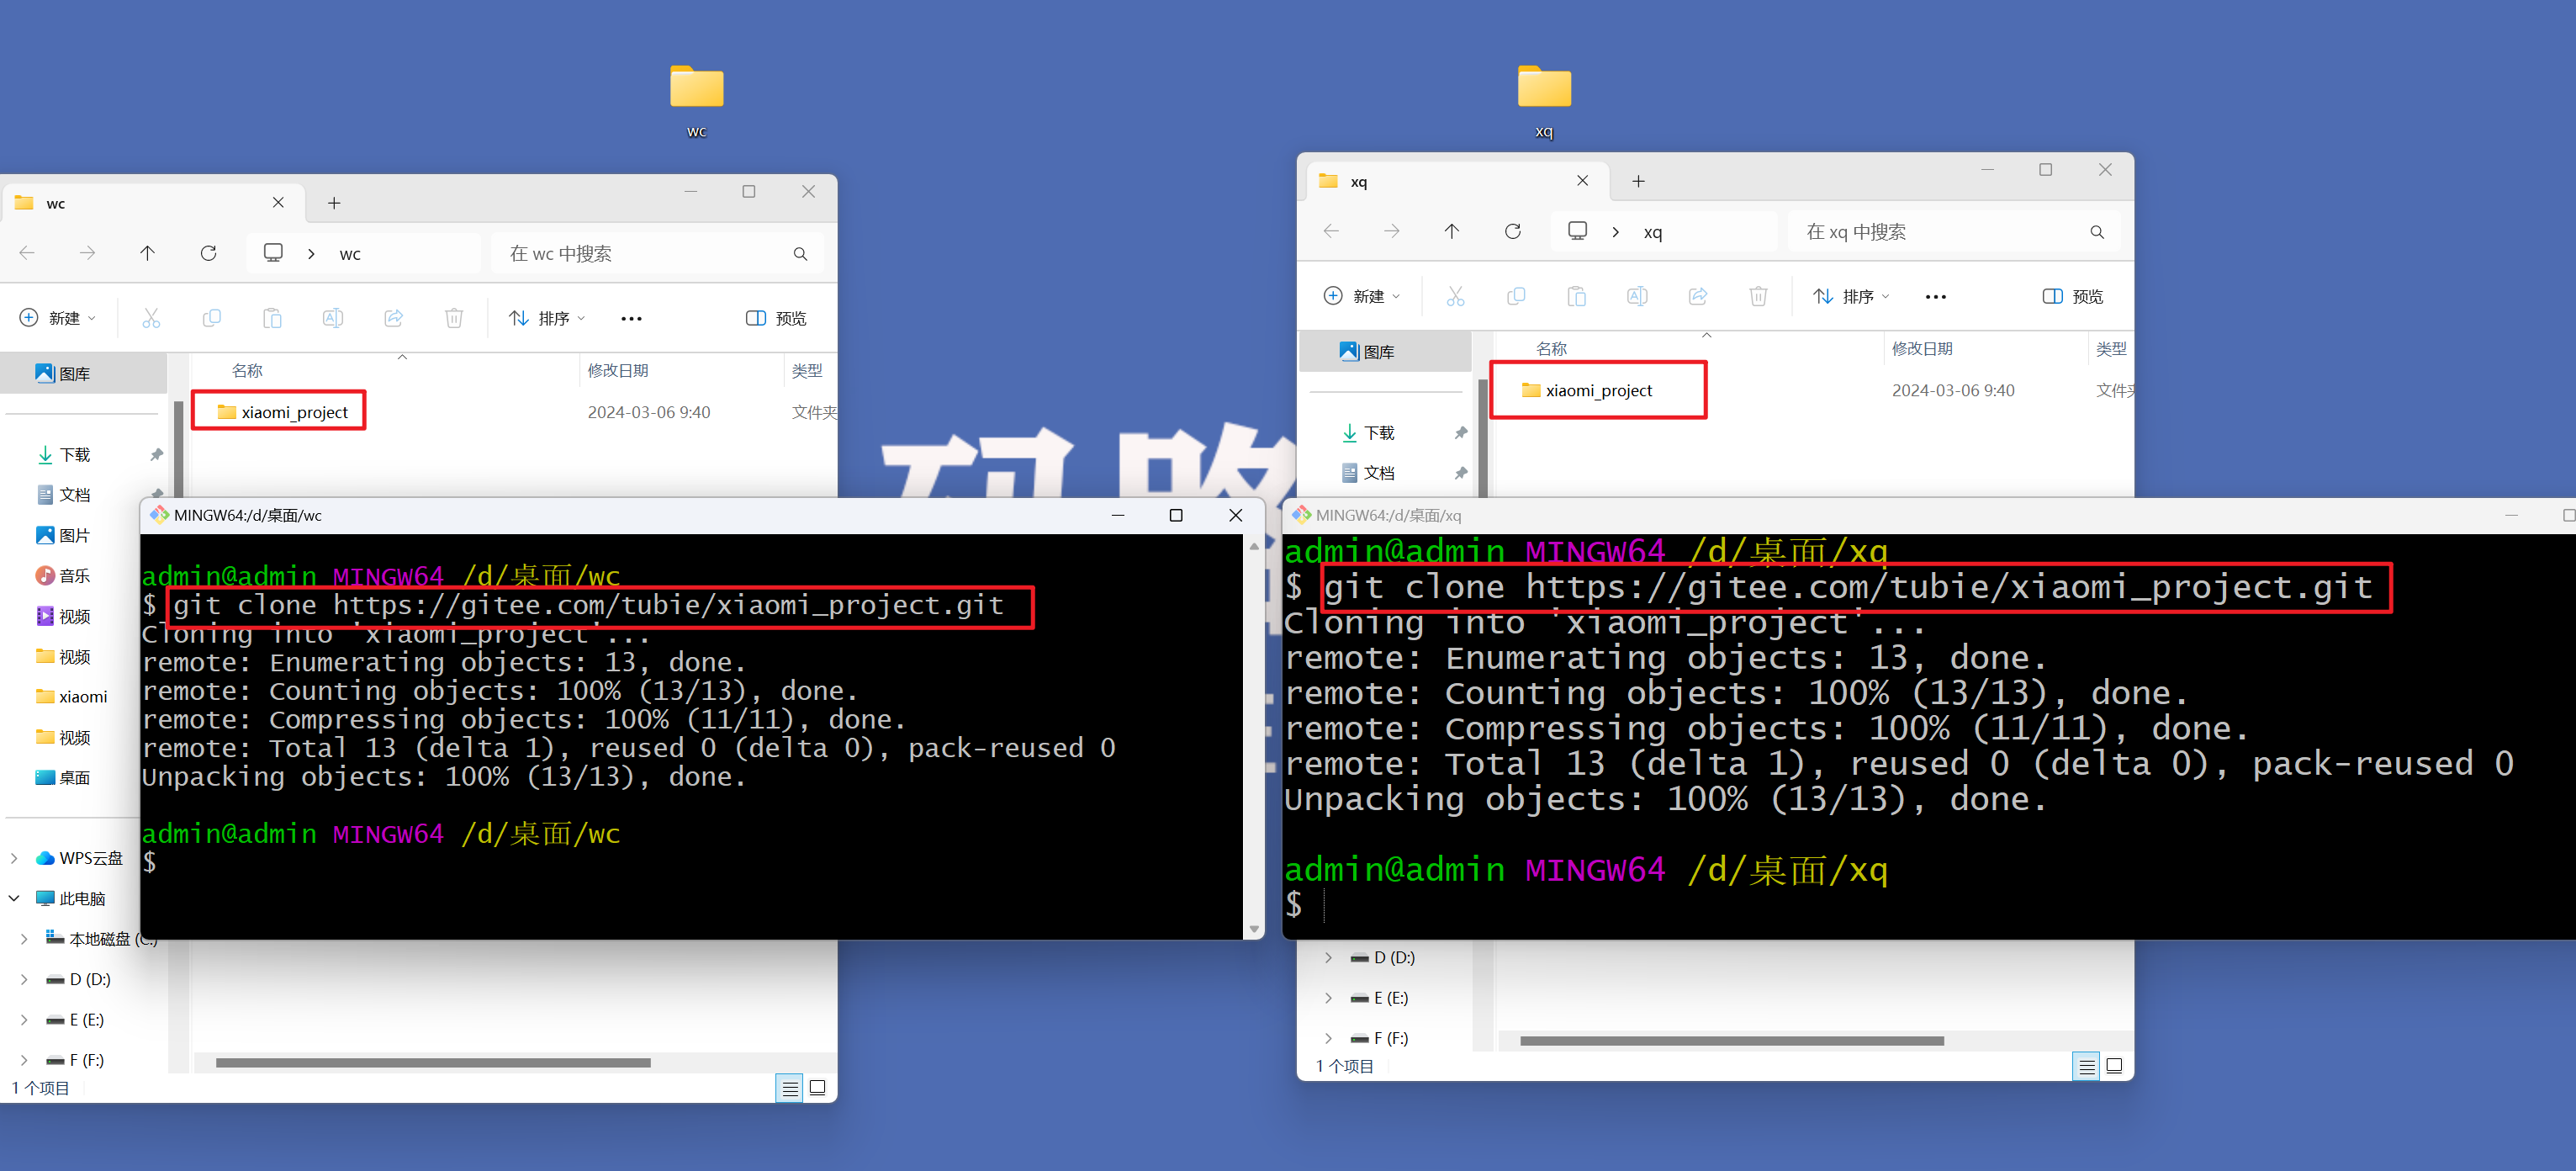 wc
xq
wc
wc
在 wc 中搜索
新建
排序
预览
图库
名称
修改日期
类型
xiaomi_project
2024-03-06 9:40
文件夹
下载
文档
图片
音乐
视频
视频
xiaomi
视频
桌面
WPS云盘
此电脑
本地磁盘 (C:)
D (D:)
E (E:)
F (F:)
1 个项目
MINGW64:/d/桌面/wc
admin@admin MINGW64 /d/桌面/wc
$ git clone https://gitee.com/tubie/xiaomi_project.git
Cloning into 'xiaomi_project'...
remote: Enumerating objects: 13, done.
remote: Counting objects: 100% (13/13), done.
remote: Compressing objects: 100% (11/11), done.
remote: Total 13 (delta 1), reused 0 (delta 0), pack-reused 0
Unpacking objects: 100% (13/13), done.
admin@admin MINGW64 /d/桌面/wc
$
xq
xq
在 xq 中搜索
新建
排序
预览
图库
名称
修改日期
类型
xiaomi_project
2024-03-06 9:40
文件夹
下载
文档
MINGW64:/d/桌面/xq
admin@admin MINGW64 /d/桌面/xq
$ git clone https://gitee.com/tubie/xiaomi_project.git
Cloning into 'xiaomi_project'...
remote: Enumerating objects: 13, done.
remote: Counting objects: 100% (13/13), done.
remote: Compressing objects: 100% (11/11), done.
remote: Total 13 (delta 1), reused 0 (delta 0), pack-reused 0
Unpacking objects: 100% (13/13), done.
admin@admin MINGW64 /d/桌面/xq
$
D (D:)
E (E:)
F (F:)
1 个项目